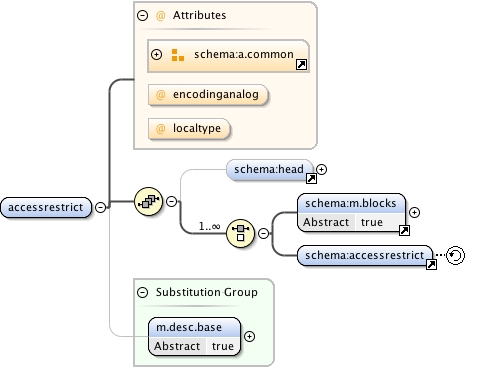 Attributes
schema:a.common
encodinganalog
localtype
schema:head
accessrestrict
1..∞
schema:m.blocks
Abstract true
schema:accessrestrict
Substitution Group
m.desc.base
Abstract true